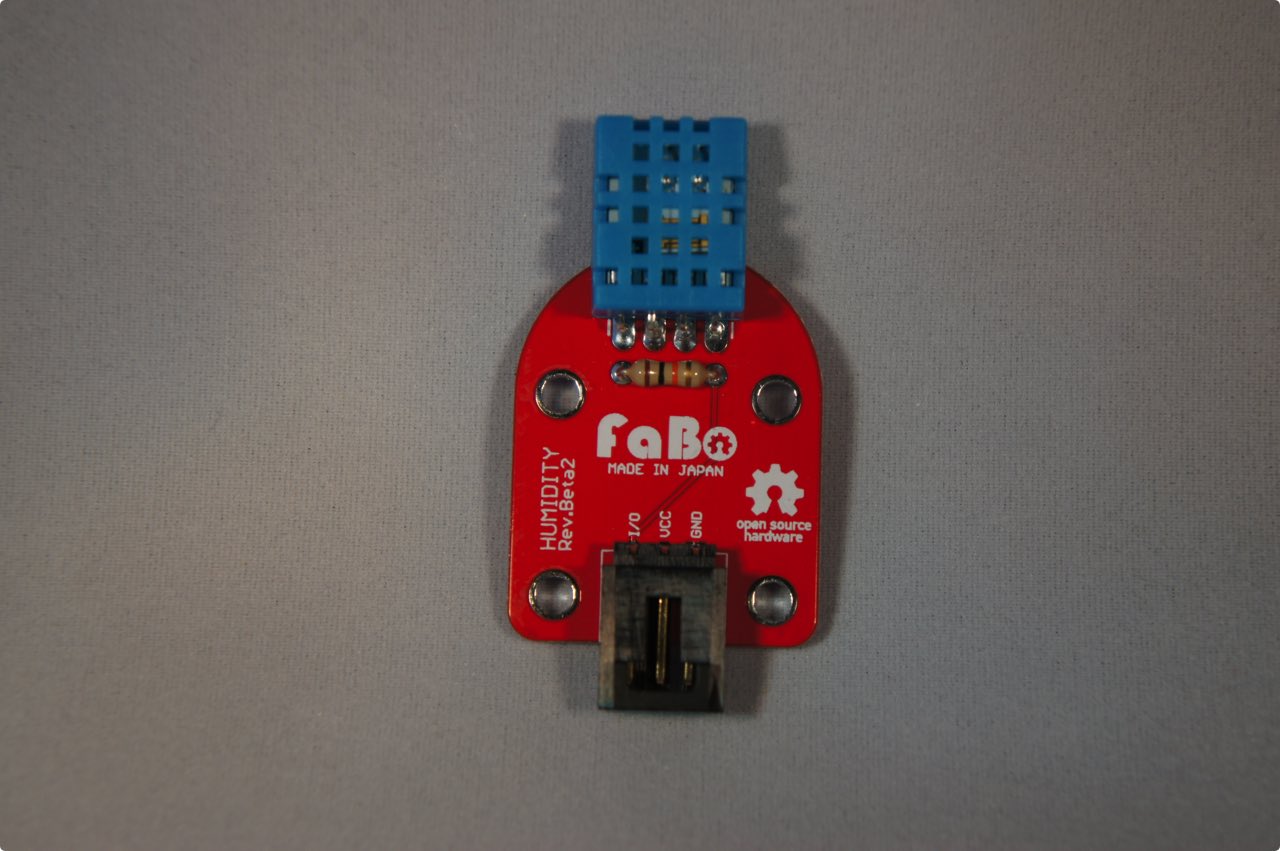 FaBo
MADE IN JAPAN
HUMIDITY
Rev.Beta2
I/O
VCC
GND
open source
hardware